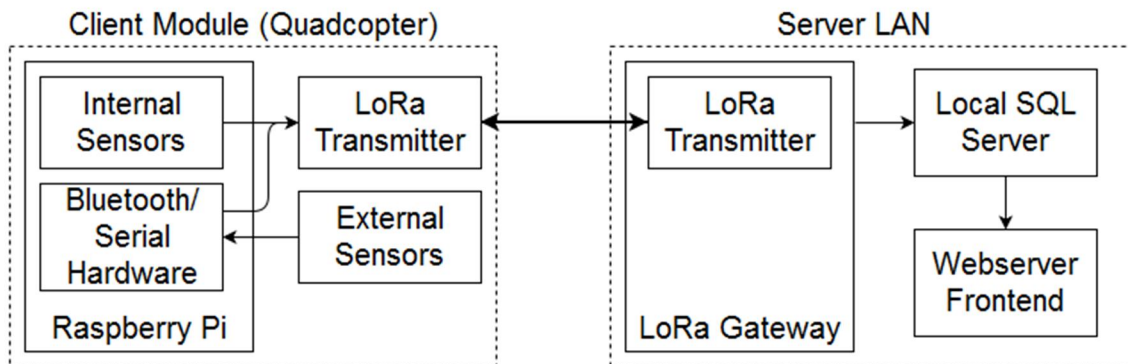 Client Module (Quadcopter)
Server LAN
Internal
Sensors
LoRa
Transmitter
Bluetooth/
Serial
Hardware
External
Sensors
Raspberry Pi
LoRa
Transmitter
LoRa Gateway
Local SQL
Server
Webserver
Frontend